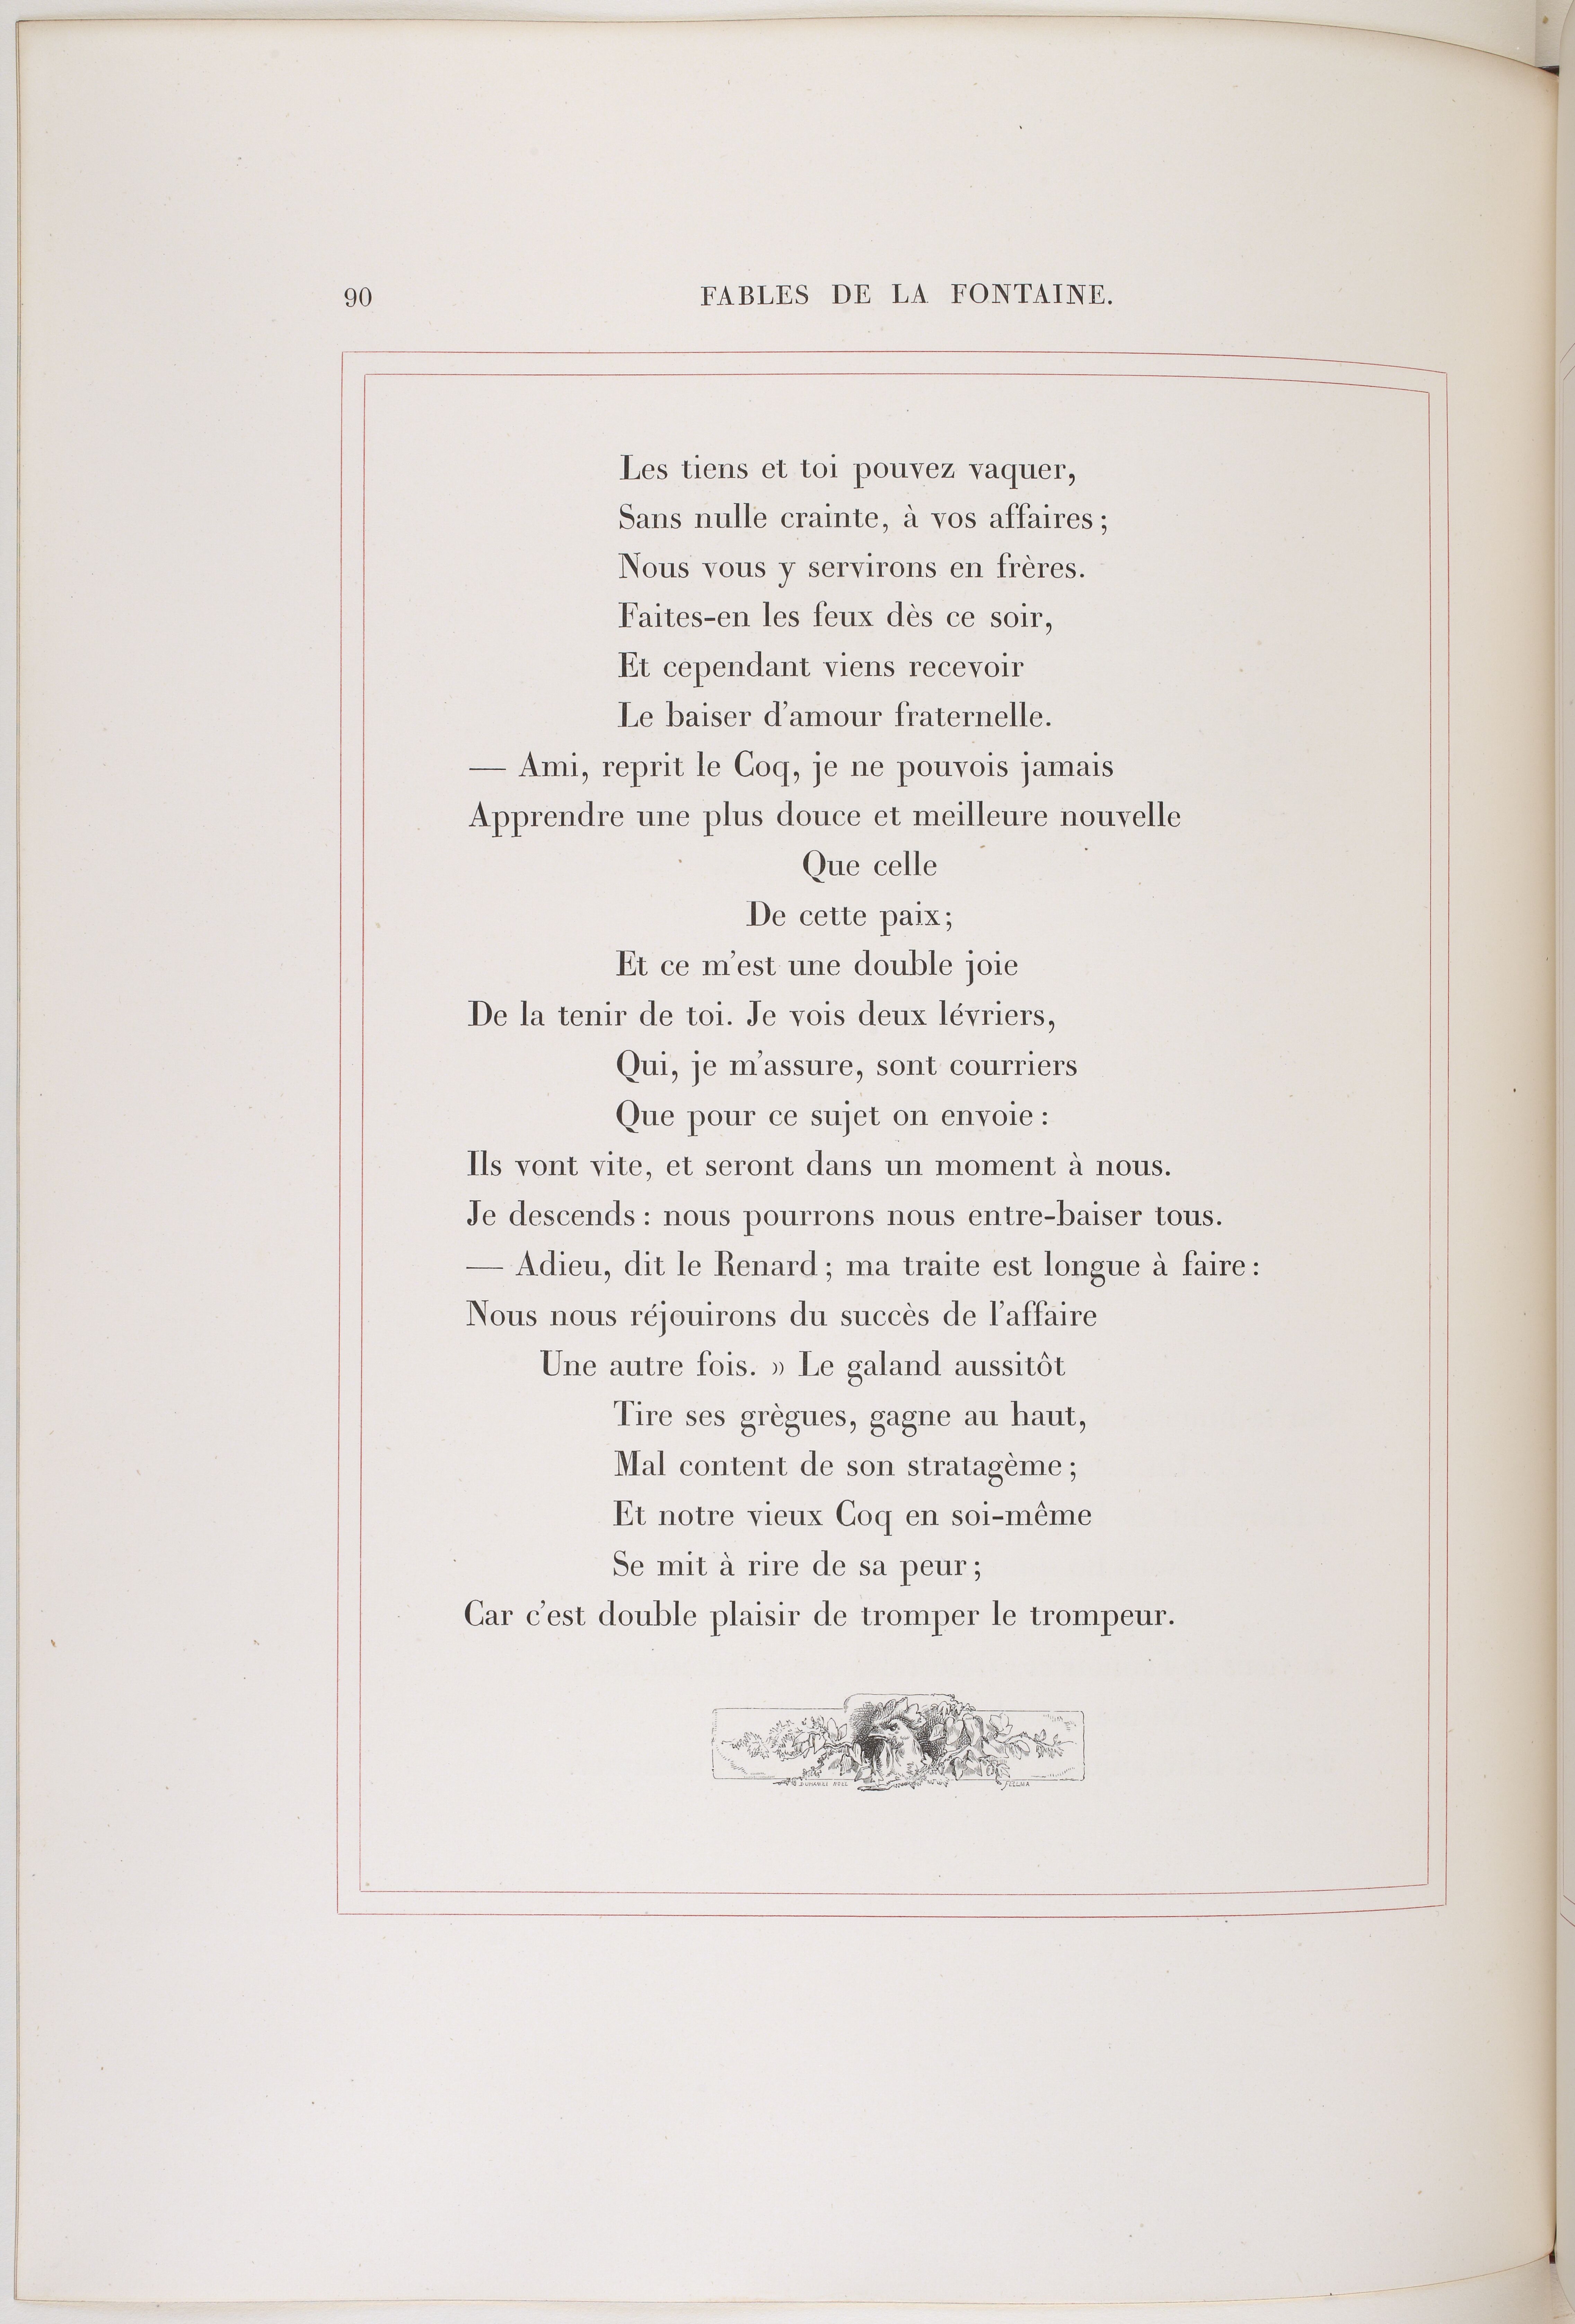 90
FABLES DE LA FONTAINE.
Les tiens et toi pouvez vaquer,
Sans nulle crainte, à vos affaires ;
Nous vous y servirons en frères.
Faites-en les feux dès ce soir,
Et cependant viens recevoir
Le baiser d'amour fraternelle.
— Ami, reprit le Coq, je ne pouvois jamais
Apprendre une plus douce et meilleure nouvelle
Que celle
De cette paix ;
Et ce m'est une double joie
De la tenir de toi. Je vois deux lévriers,
Qui, je m'assure, sont courriers
Que pour ce sujet on envoie :
Ils vont vite, et seront dans un moment à nous.
Je descends : nous pourrons nous entre-baiser tous.
— Adieu, dit le Renard ; ma traite est longue à faire :
Nous nous réjouirons du succès de l'affaire
Une autre fois. » Le galand aussitôt
Tire ses grègues, gagne au haut,
Mal content de son stratagème ;
Et notre vieux Coq en soi-même
Se mit à rire de sa peur ;
Car c'est double plaisir de tromper le trompeur.